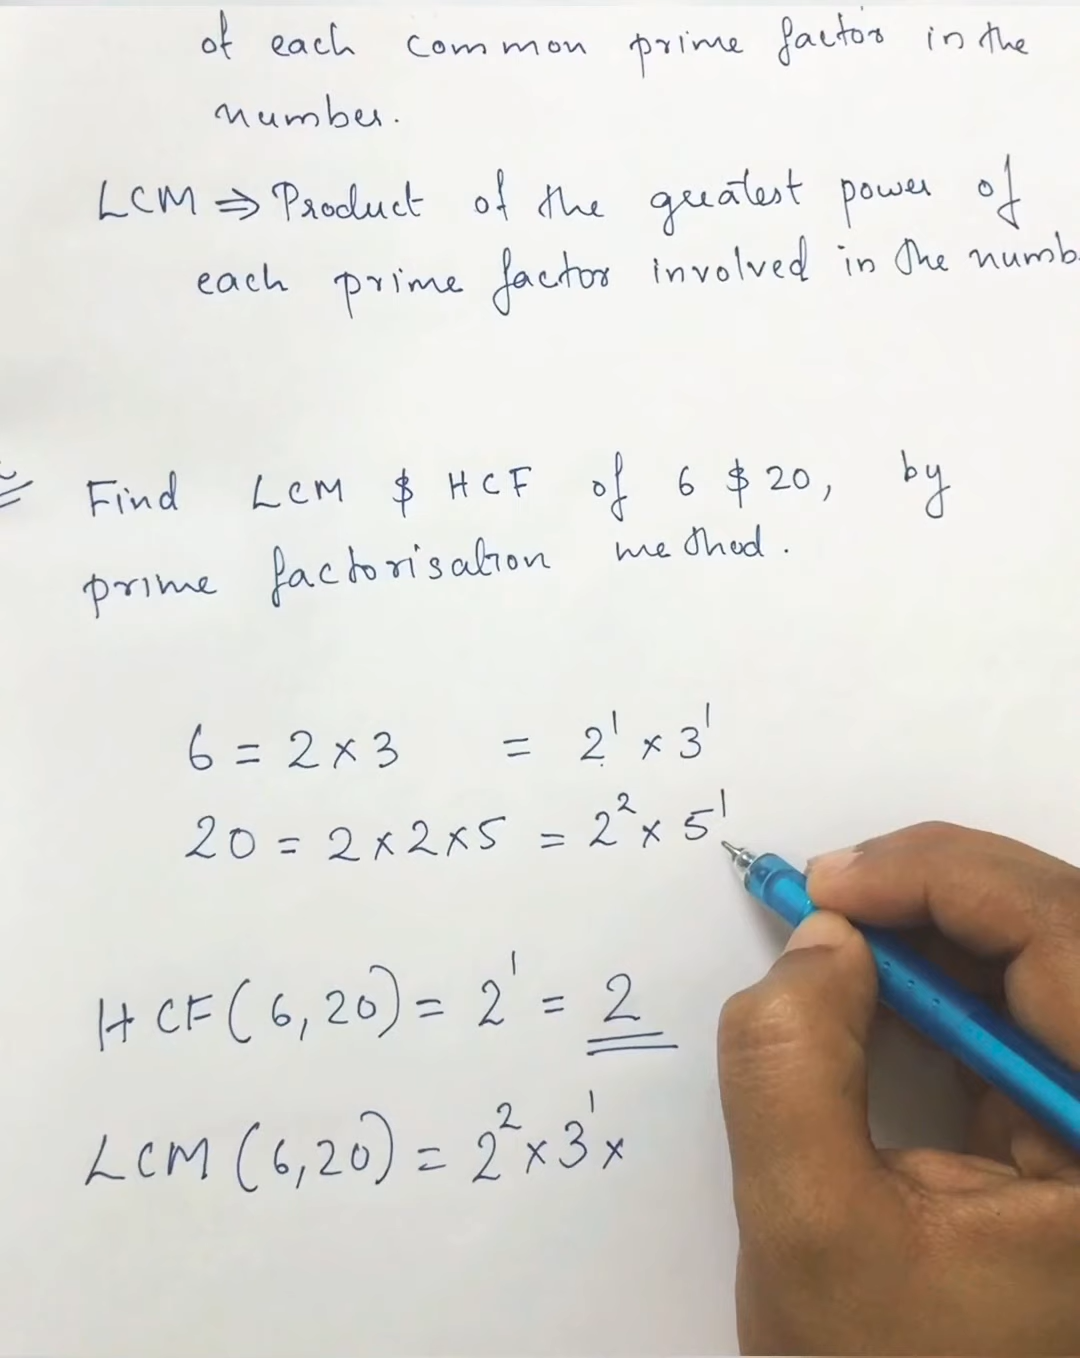 of each common prime factor in the
number.
LCM ⇒ Product of the greatest power of
each prime factor involved in the numb
Find LCM $ HCF of 6 $ 20, by
prime factorisation method.
6 = 2 × 3 = 2¹ × 3¹
20 = 2 × 2 × 5 = 2² × 5¹
HCF (6, 20) = 2¹ = 2
LCM (6, 20) = 2² × 3¹ ×